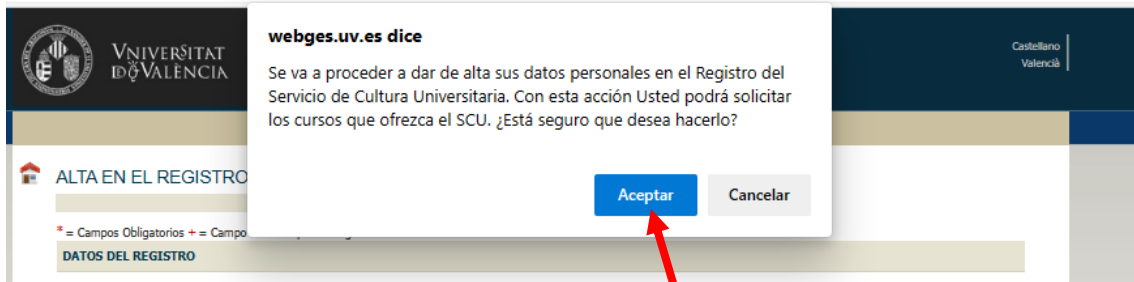 VNIVERSITAT
D VALÈNCIA
Castellano
Valencià
webges.uv.es dice
Se va a proceder a dar de alta sus datos personales en el Registro del
Servicio de Cultura Universitaria. Con esta acción Usted podrá solicitar
los cursos que ofrezca el SCU. ¿Está seguro que desea hacerlo?
Aceptar
Cancelar
ALTA EN EL REGISTRO
* = Campos Obligatorios + = Campo
DATOS DEL REGISTRO